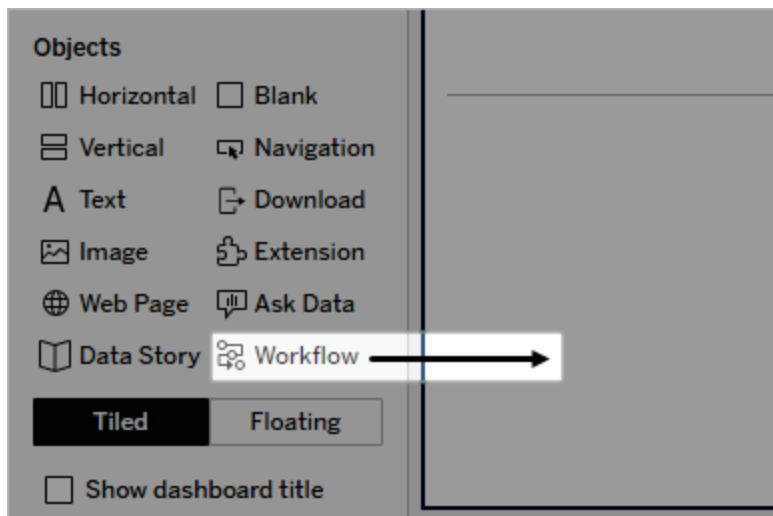 Objects
Horizontal Blank
Vertical Navigation
Text Download
Image Extension
Web Page Ask Data
Data Story Workflow
Tiled Floating
Show dashboard title